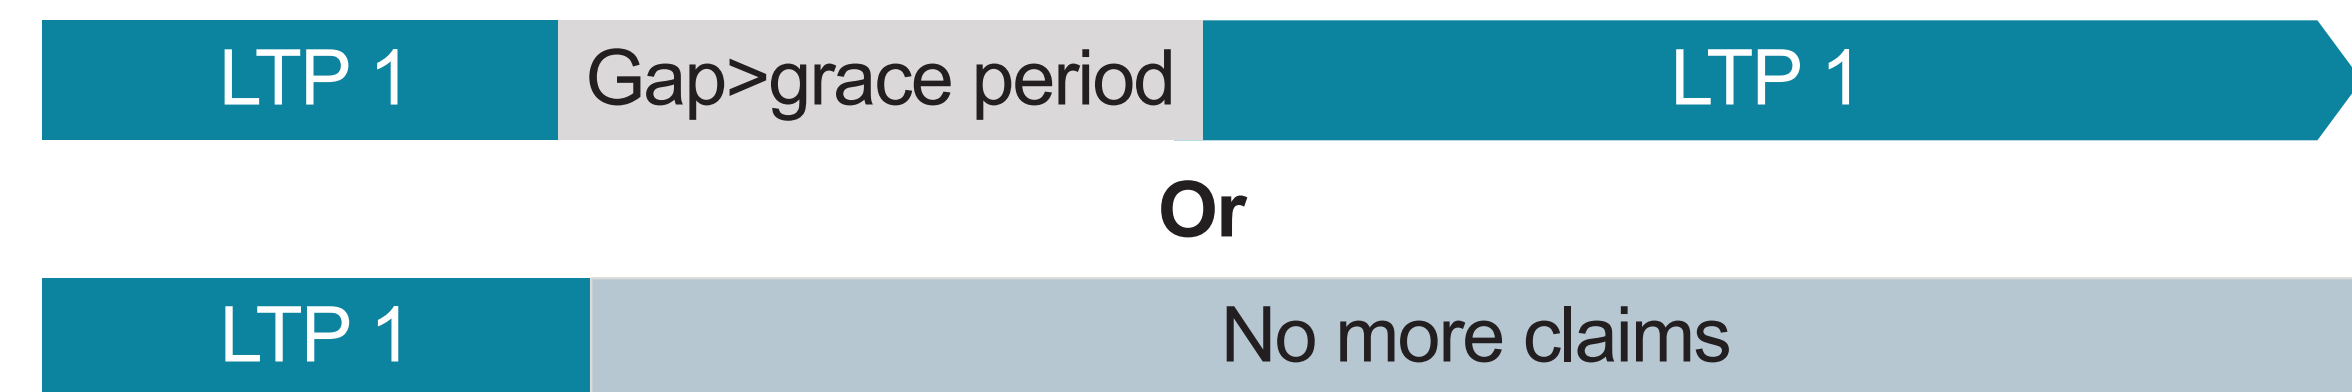 LTP 1 Gap>grace period LTP 1
Or
LTP 1 No more claims